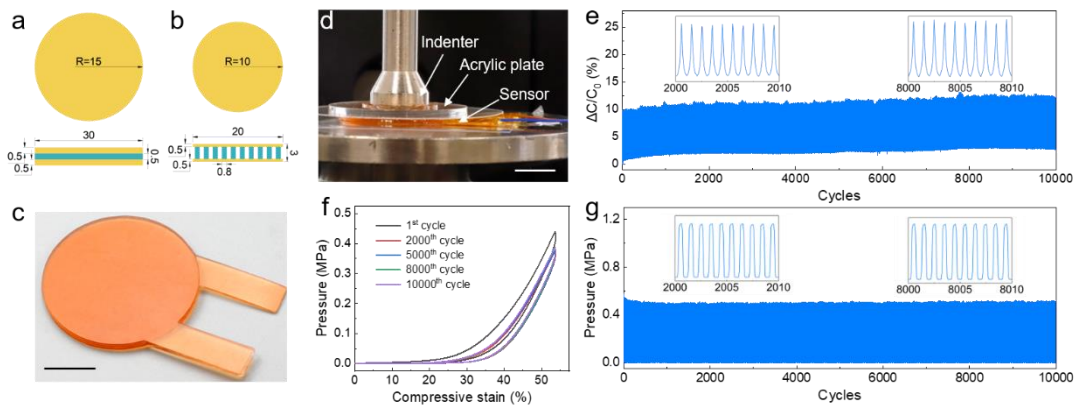 a
R=15
30
0.5
0.5
0.5
b
R=10
20
0.5
0.5
3
0.8
c
d
Indenter
Acrylic plate
Sensor
e
ΔC/C0 (%)
25
20
15
10
5
0
2000 2005 2010
8000 8005 8010
0 2000 4000 6000 8000 10000
Cycles
f
Pressure (MPa)
0.5
0.4
0.3
0.2
0.1
0.0
1st cycle
2000th cycle
5000th cycle
8000th cycle
10000th cycle
0 10 20 30 40 50
Compressive stain (%)
g
Pressure (MPa)
1.2
0.9
0.6
0.3
0.0
2000 2005 2010
8000 8005 8010
0 2000 4000 6000 8000 10000
Cycles